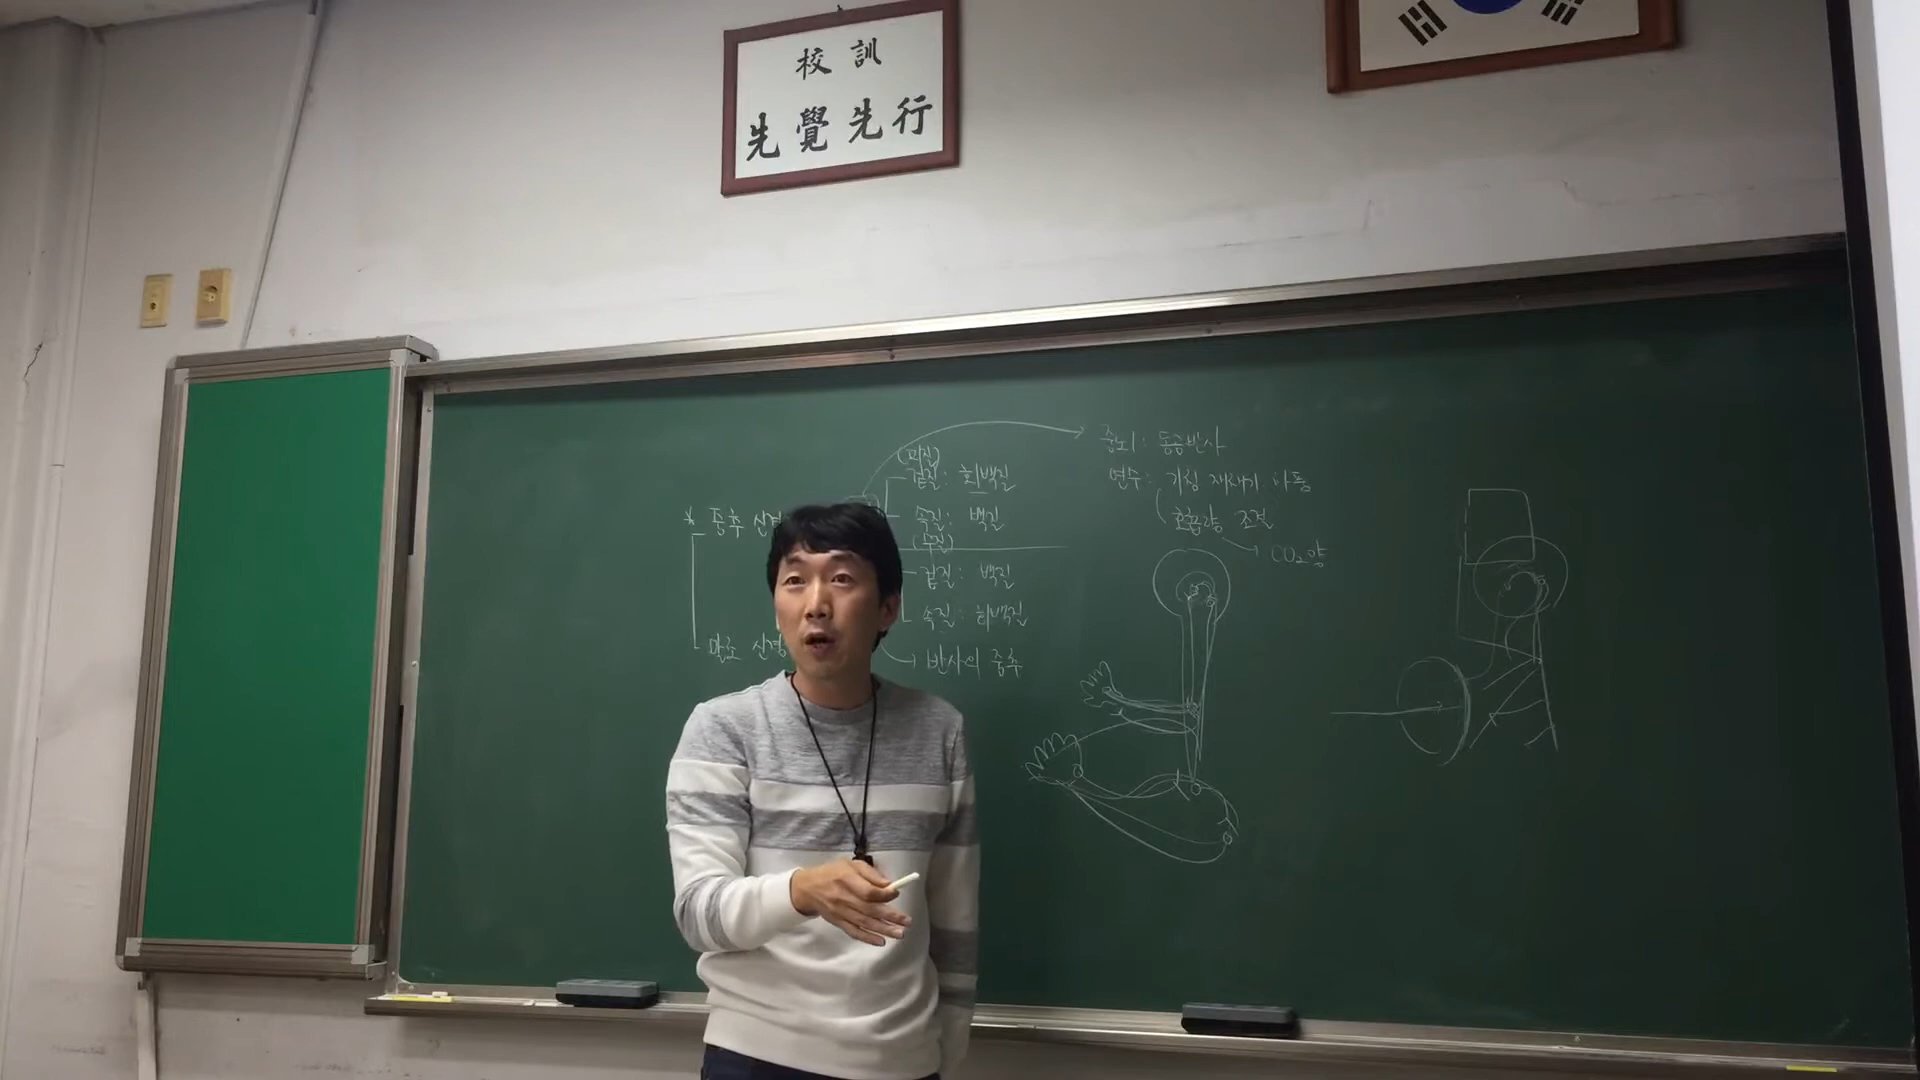 校訓
先覺先行
(피질)
겉질: 회백질
* 중추 신경
속질: 백질
(수질)
겉질: 백질
속질: 회백질
말초 신경
반사의 중추
중뇌: 동공반사
연수: 기침 재채기 하품
호흡량 조절
CO₂양